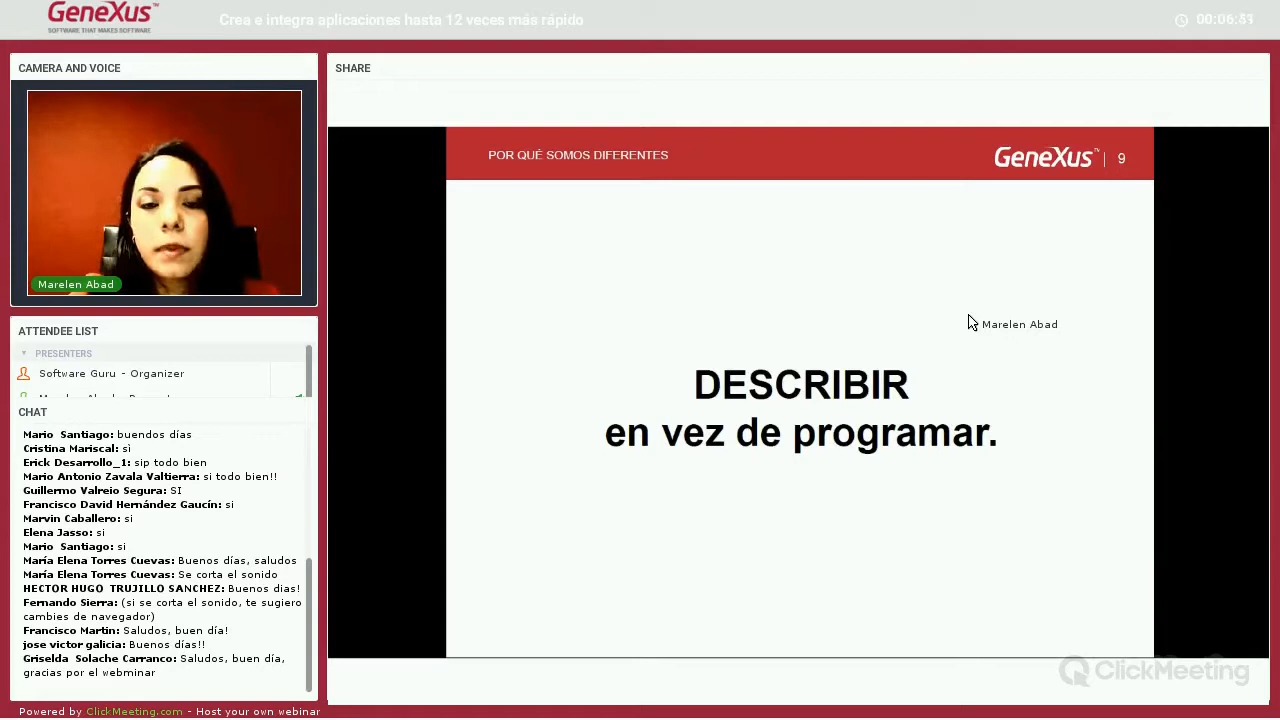 GeneXus™
SOFTWARE THAT MAKES SOFTWARE
Crea e integra aplicaciones hasta 12 veces más rápido
CAMERA AND VOICE
Marelen Abad
ATTENDEE LIST
PRESENTERS
Software Guru - Organizer
CHAT
Mario Santiago: buendos días
Cristina Mariscal: sì
Erick Desarrollo_1: sip todo bien
Mario Antonio Zavala Valtierra: si todo bien!!
Guillermo Valreio Segura: SI
Francisco David Hernández Gaucín: si
Marvin Caballero: si
Elena Jasso: si
Mario Santiago: si
María Elena Torres Cuevas: Buenos días, saludos
María Elena Torres Cuevas: Se corta el sonido
HECTOR HUGO TRUJILLO SANCHEZ: Buenos dias!
Fernando Sierra: (si se corta el sonido, te sugiero
cambies de navegador)
Francisco Martin: Saludos, buen día!
jose victor galicia: Buenos días!!
Griselda Solache Carranco: Saludos, buen día,
gracias por el webminar
Powered by ClickMeeting.com - Host your own webinar
SHARE
POR QUÉ SOMOS DIFERENTES
GeneXus™ | 9
Marelen Abad
DESCRIBIR
en vez de programar.
ClickMeeting